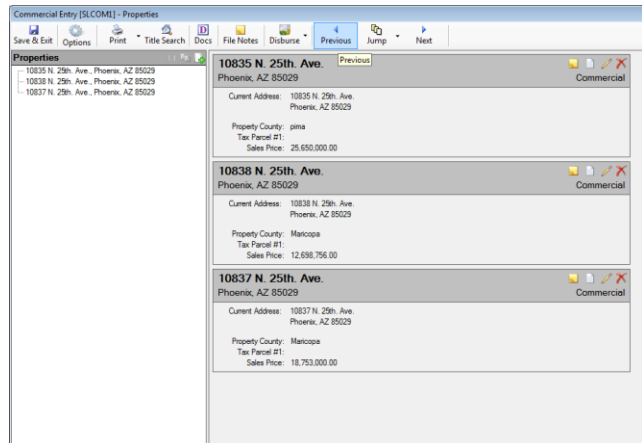 Commercial Entry [SLCOM1] - Properties
Save & Exit Options Print Title Search Docs File Notes Disburse Previous Jump Next
Properties
10835 N. 25th. Ave., Phoenix, AZ 85029
10838 N. 25th. Ave., Phoenix, AZ 85029
10837 N. 25th. Ave., Phoenix, AZ 85029
10835 N. 25th. Ave.
Previous
Phoenix, AZ 85029 Commercial
Current Address: 10835 N. 25th. Ave.
Phoenix, AZ 85029
Property County: pima
Tax Parcel #1:
Sales Price: 25,650,000.00
10838 N. 25th. Ave.
Phoenix, AZ 85029 Commercial
Current Address: 10838 N. 25th. Ave.
Phoenix, AZ 85029
Property County: Maricopa
Tax Parcel #1:
Sales Price: 12,698,756.00
10837 N. 25th. Ave.
Phoenix, AZ 85029 Commercial
Current Address: 10837 N. 25th. Ave.
Phoenix, AZ 85029
Property County: Maricopa
Tax Parcel #1:
Sales Price: 18,753,000.00